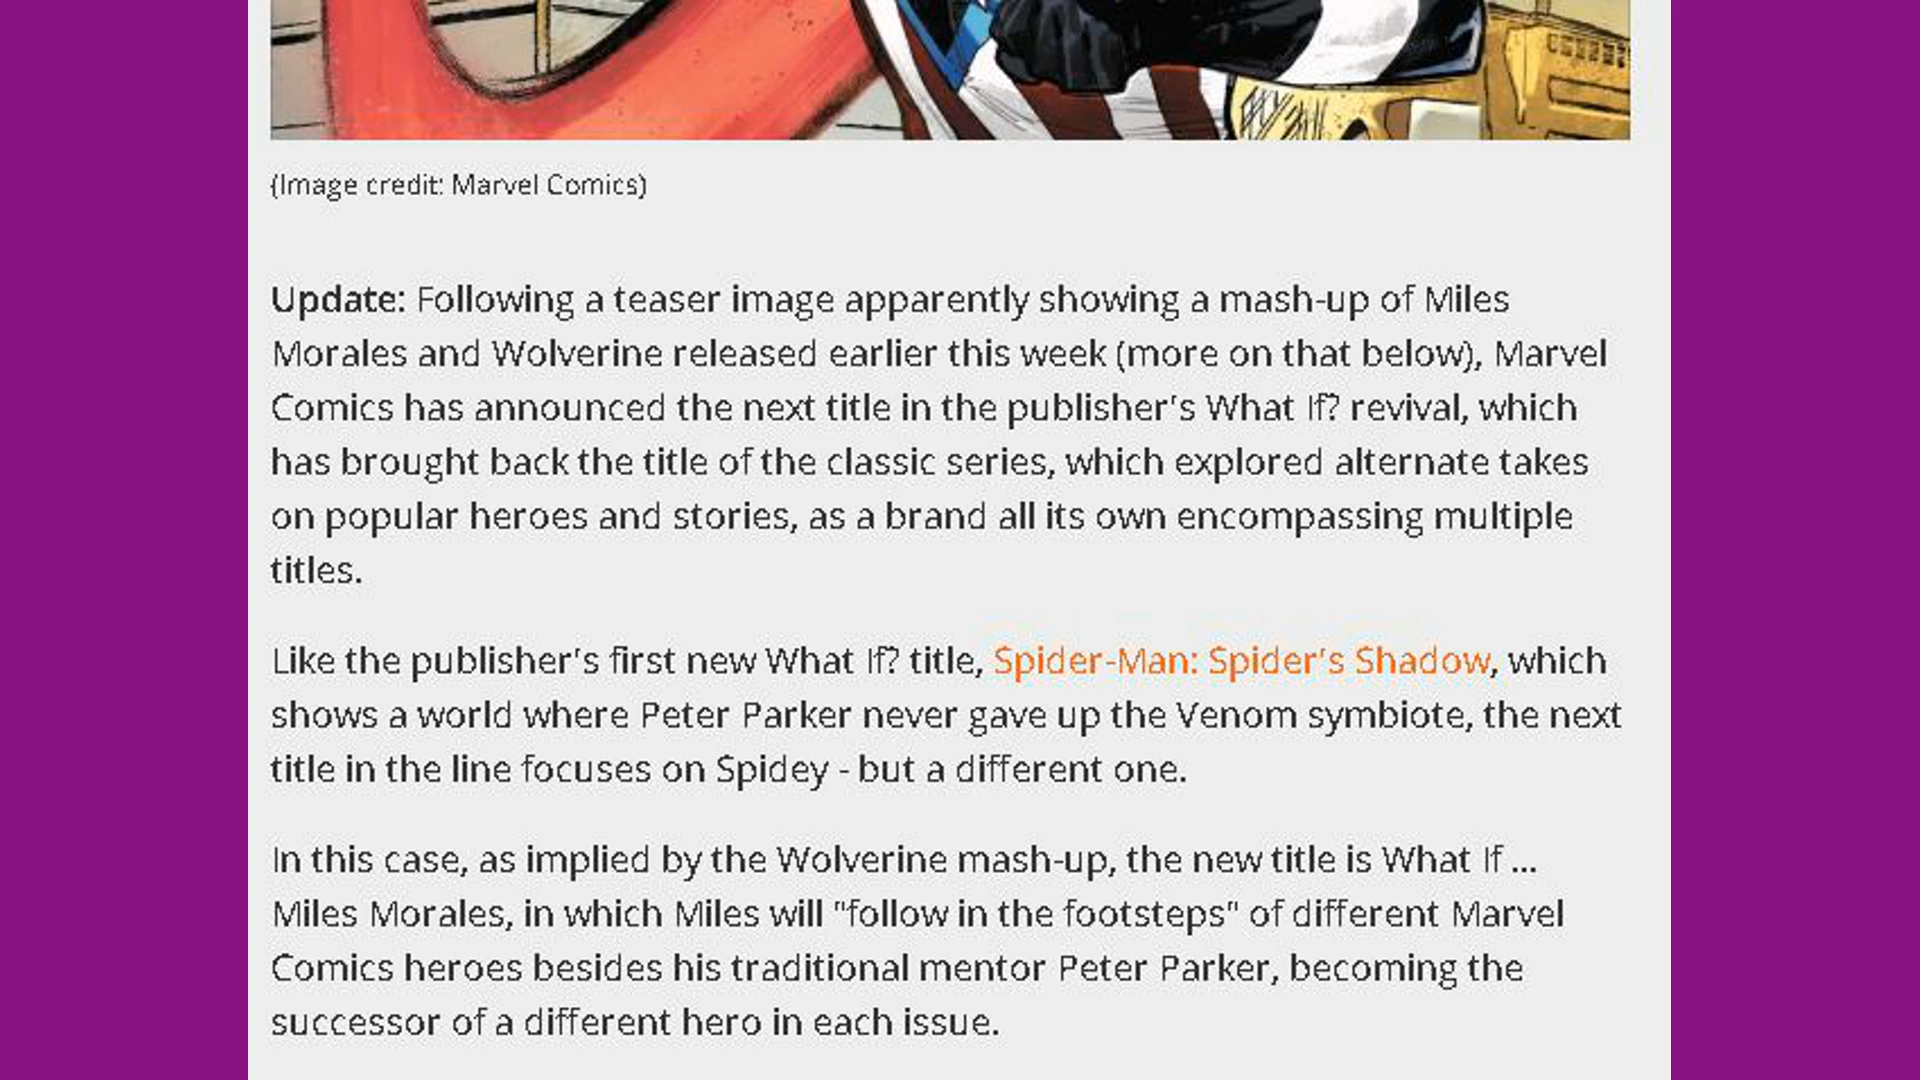 (Image credit: Marvel Comics)
Update: Following a teaser image apparently showing a mash-up of Miles
Morales and Wolverine released earlier this week (more on that below), Marvel
Comics has announced the next title in the publisher's What If? revival, which
has brought back the title of the classic series, which explored alternate takes
on popular heroes and stories, as a brand all its own encompassing multiple
titles.
Like the publisher's first new What If? title, Spider-Man: Spider's Shadow, which
shows a world where Peter Parker never gave up the Venom symbiote, the next
title in the line focuses on Spidey - but a different one.
In this case, as implied by the Wolverine mash-up, the new title is What If ...
Miles Morales, in which Miles will "follow in the footsteps" of different Marvel
Comics heroes besides his traditional mentor Peter Parker, becoming the
successor of a different hero in each issue.